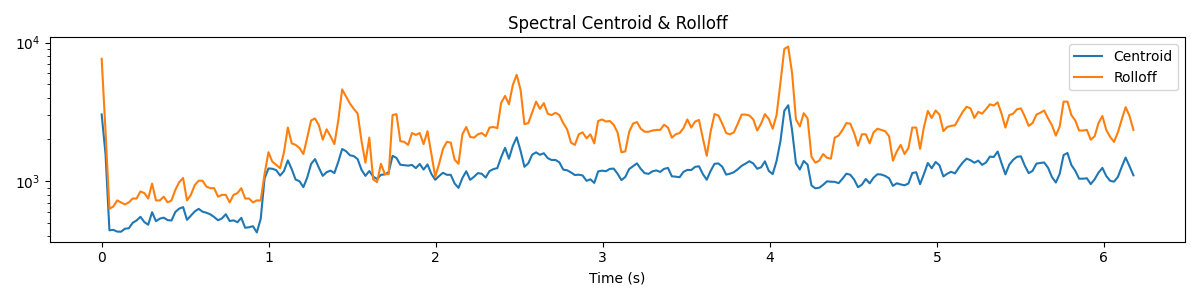 Spectral Centroid & Rolloff
10^4
10^3
Centroid
Rolloff
0 1 2 3 4 5 6
Time (s)